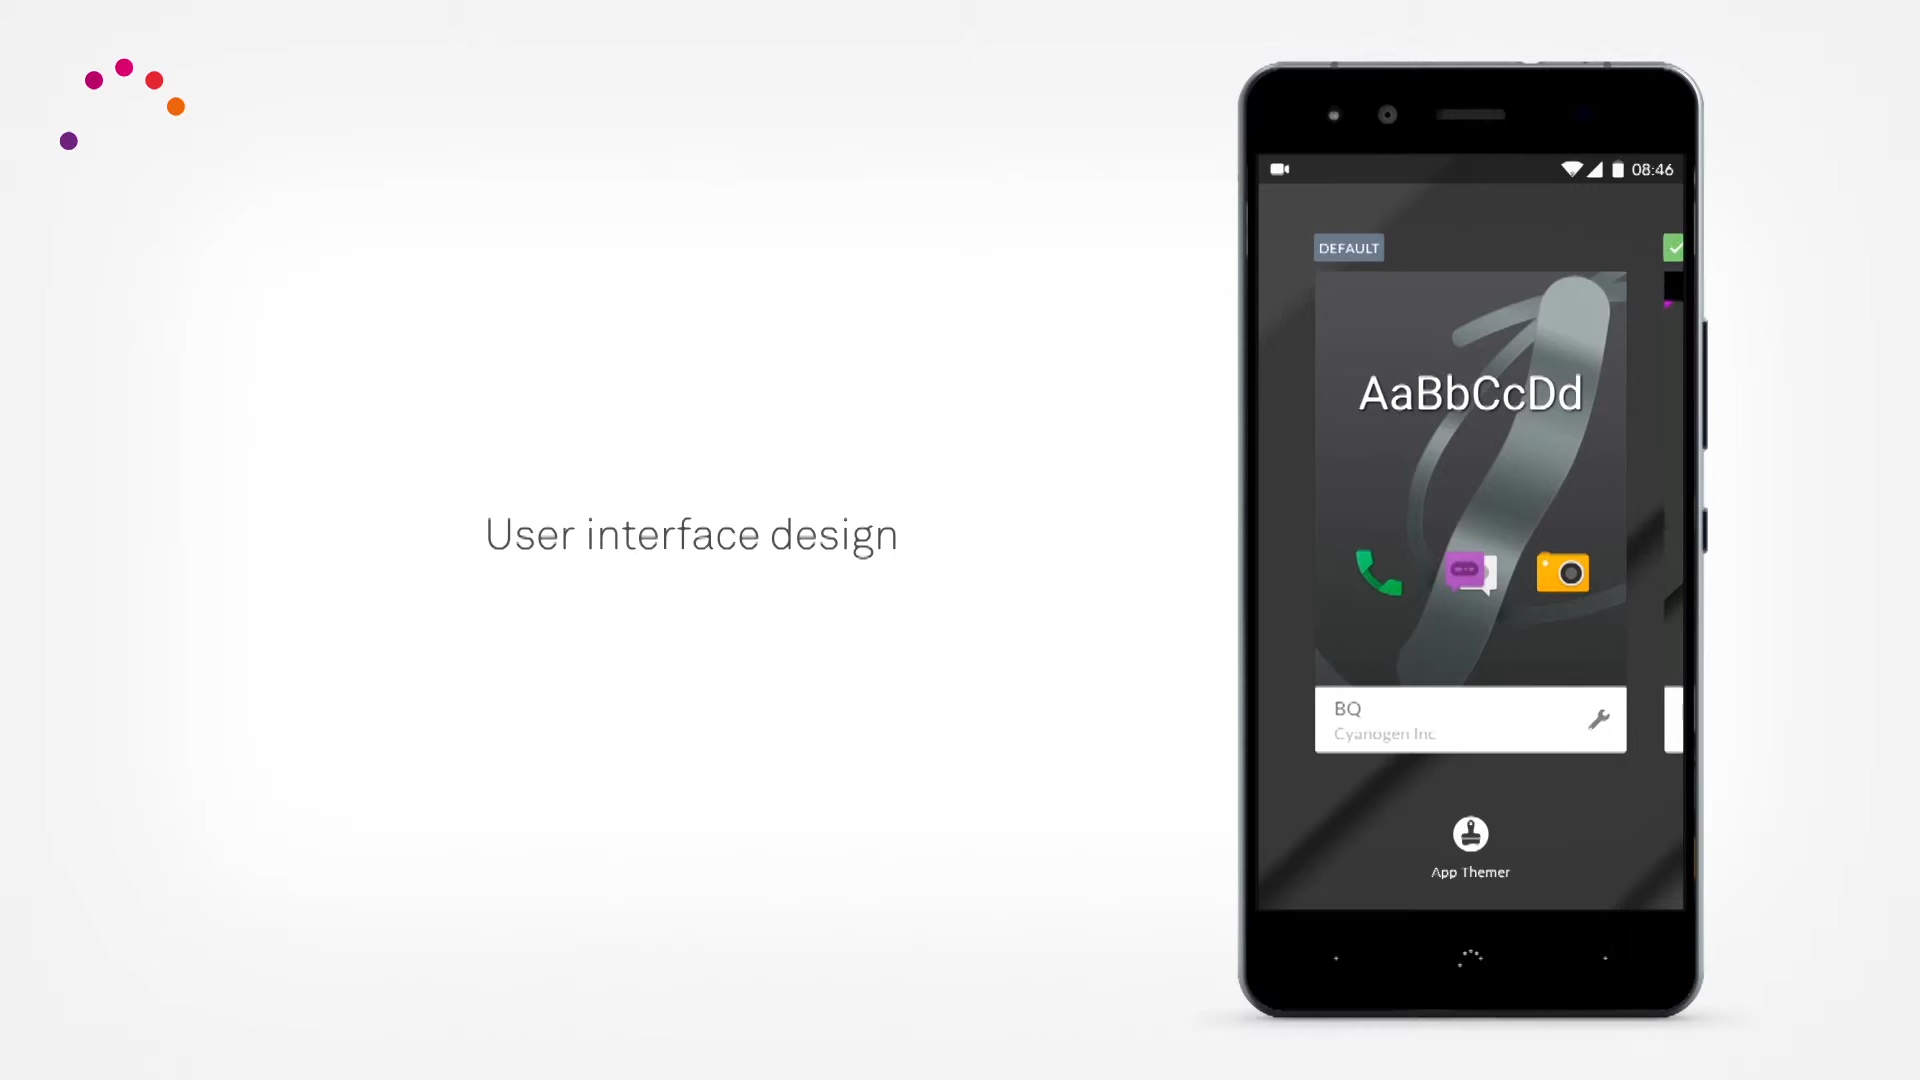 User interface design
08:46
DEFAULT
AaBbCcDd
BQ
Cyanogen Inc
App Themer